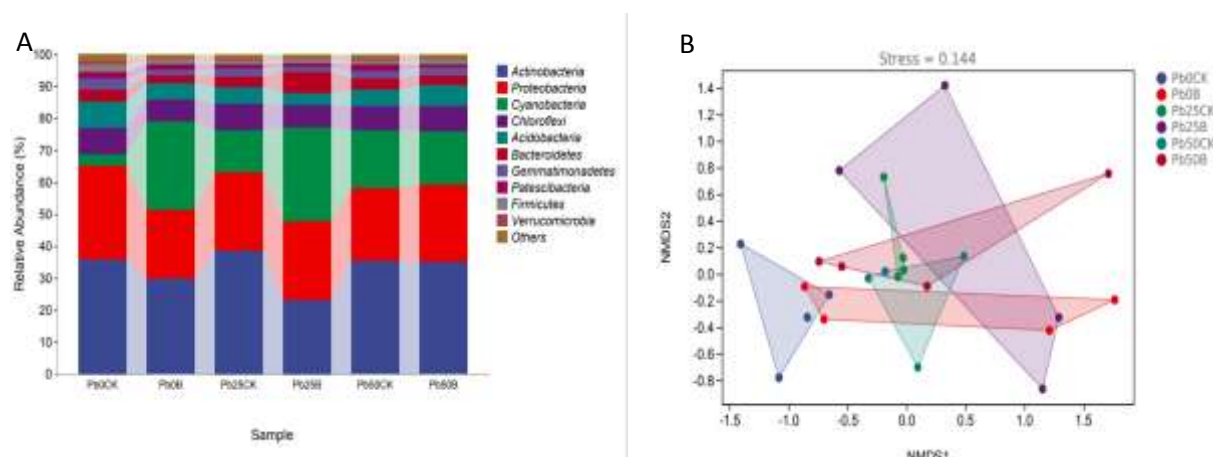 A
100
90
80
70
60
50
40
30
20
10
0
Relative Abundance (%)
Pb0CK
Pb0B
Pb25CK
Pb25B
Pb50CK
Pb50B
Sample
Actinobacteria
Proteobacteria
Cyanobacteria
Chloroflexi
Acidobacteria
Bacteroidetes
Gemmatimonadetes
Patescibacteria
Firmicutes
Verrucomicrobia
Others
B
Stress = 0.144
1.4
1.2
1.0
0.8
0.6
0.4
0.2
0.0
-0.2
-0.4
-0.6
-0.8
NMDS2
-1.5
-1.0
-0.5
0.0
0.5
1.0
1.5
NMDS1
Pb0CK
Pb0B
Pb25CK
Pb25B
Pb50CK
Pb50B